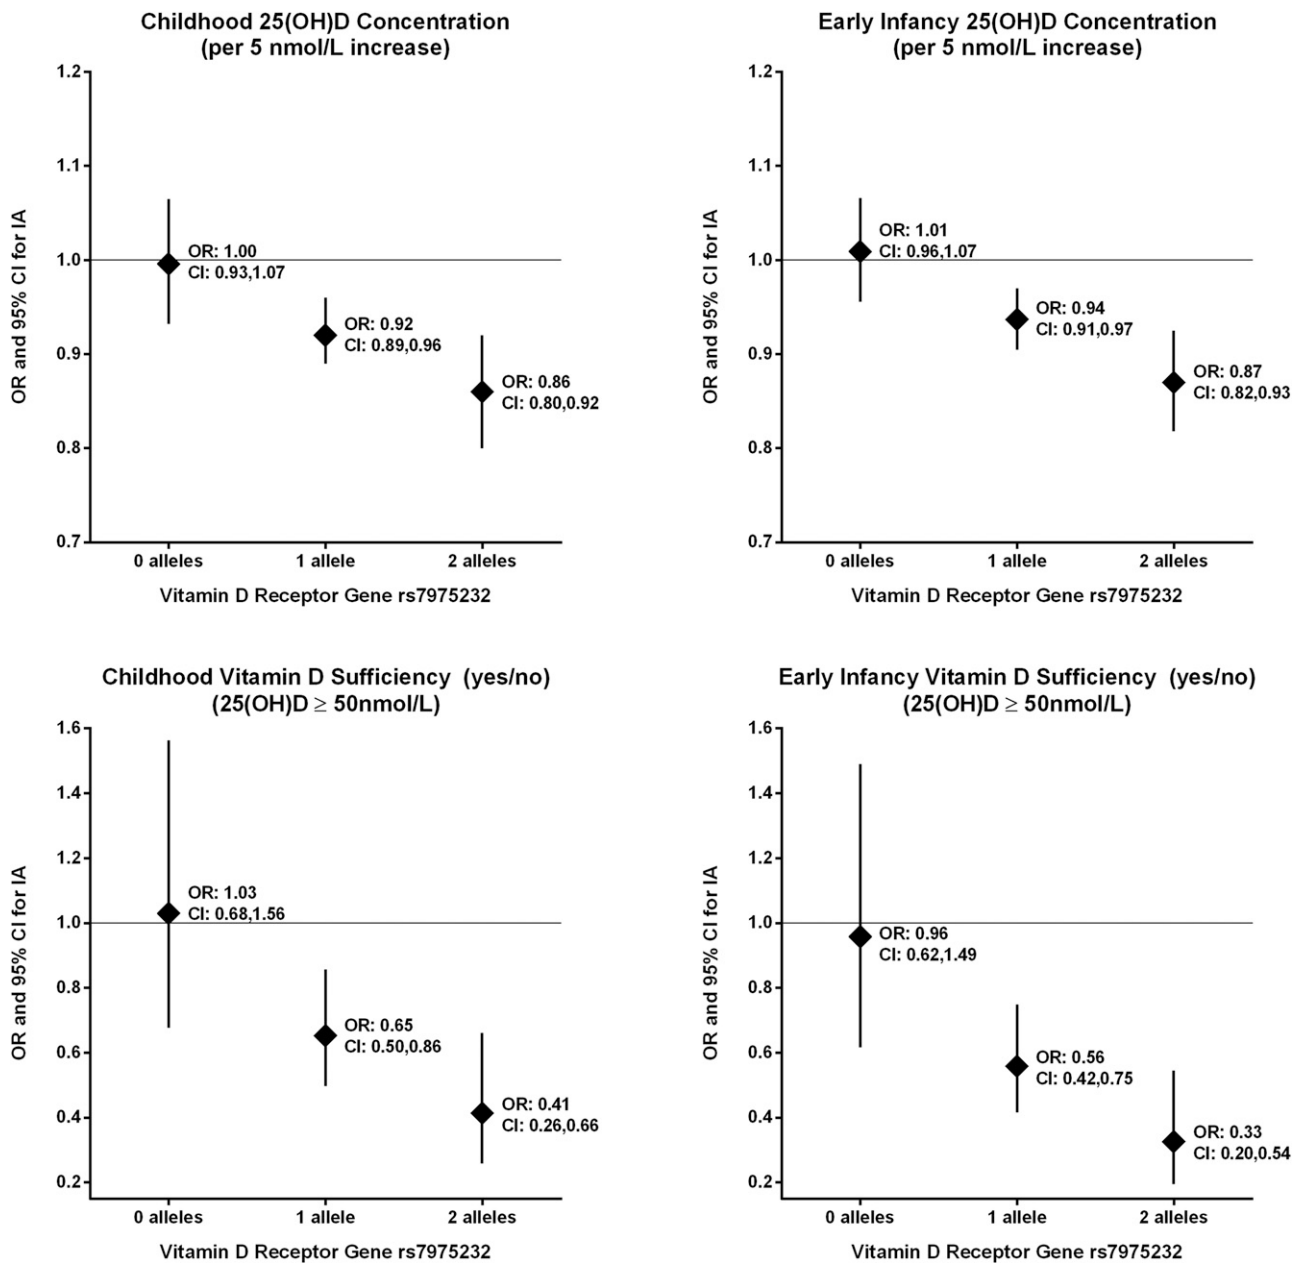 Childhood 25(OH)D Concentration
(per 5 nmol/L increase)
1.2
1.1
1.0
0.9
0.8
0.7
OR and 95% CI for IA
OR: 1.00
CI: 0.93,1.07
OR: 0.92
CI: 0.89,0.96
OR: 0.86
CI: 0.80,0.92
0 alleles
1 allele
2 alleles
Vitamin D Receptor Gene rs7975232
Early Infancy 25(OH)D Concentration
(per 5 nmol/L increase)
1.2
1.1
1.0
0.9
0.8
0.7
OR and 95% CI for IA
OR: 1.01
CI: 0.96,1.07
OR: 0.94
CI: 0.91,0.97
OR: 0.87
CI: 0.82,0.93
0 alleles
1 allele
2 alleles
Vitamin D Receptor Gene rs7975232
Childhood Vitamin D Sufficiency (yes/no)
(25(OH)D ≥ 50nmol/L)
1.6
1.4
1.2
1.0
0.8
0.6
0.4
0.2
OR and 95% CI for IA
OR: 1.03
CI: 0.68,1.56
OR: 0.65
CI: 0.50,0.86
OR: 0.41
CI: 0.26,0.66
0 alleles
1 allele
2 alleles
Vitamin D Receptor Gene rs7975232
Early Infancy Vitamin D Sufficiency (yes/no)
(25(OH)D ≥ 50nmol/L)
1.6
1.4
1.2
1.0
0.8
0.6
0.4
0.2
OR and 95% CI for IA
OR: 0.96
CI: 0.62,1.49
OR: 0.56
CI: 0.42,0.75
OR: 0.33
CI: 0.20,0.54
0 alleles
1 allele
2 alleles
Vitamin D Receptor Gene rs7975232